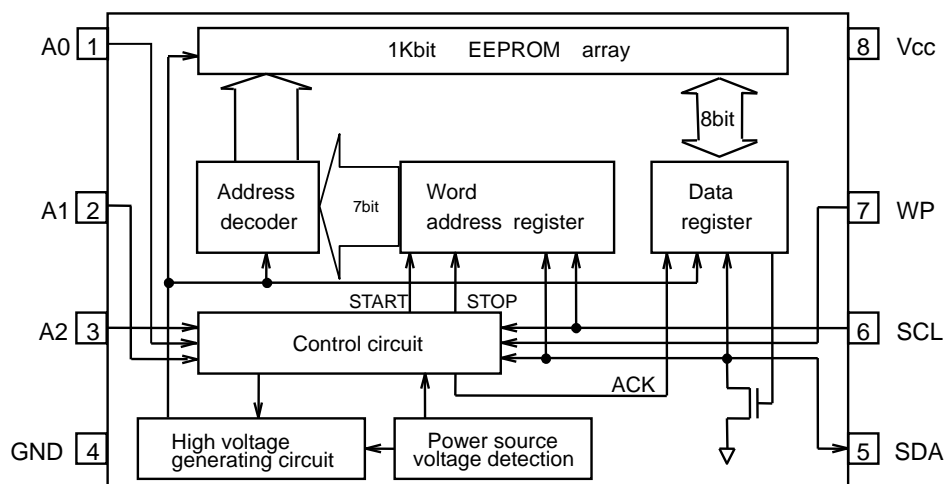 A0 1
1Kbit EEPROM array
8 Vcc
8bit
A1 2
Address
decoder
7bit
Word
address register
Data
register
7 WP
START
STOP
A2 3
Control circuit
6 SCL
ACK
GND 4
High voltage
generating circuit
Power source
voltage detection
5 SDA